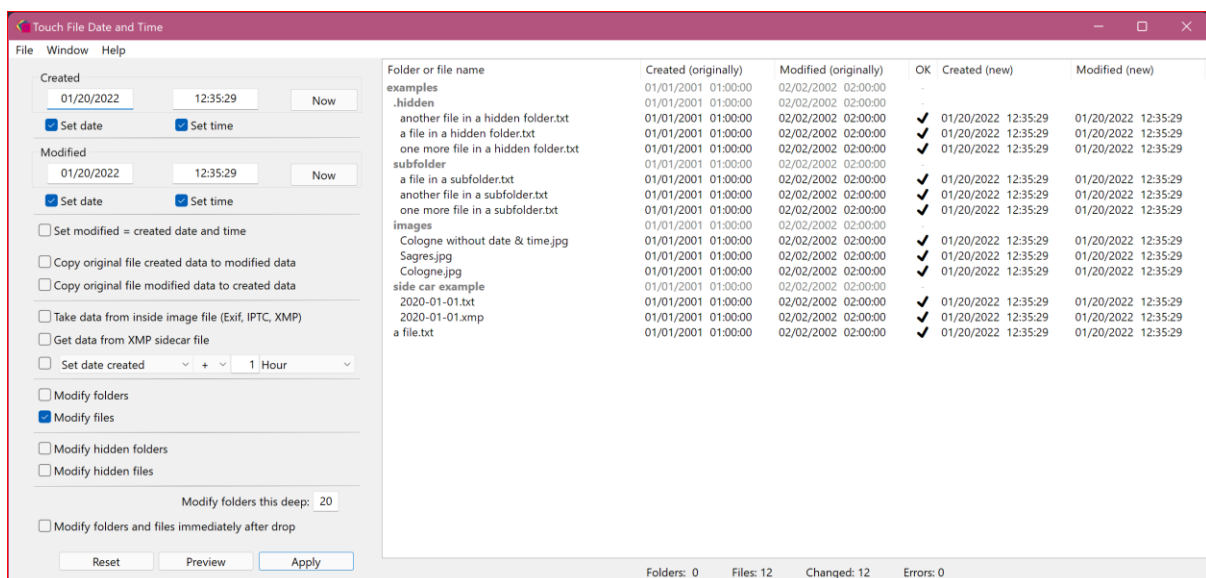 Touch File Date and Time
File Window Help
Created
01/20/2022 12:35:29 Now
Set date Set time
Modified
01/20/2022 12:35:29 Now
Set date Set time
Set modified = created date and time
Copy original file created data to modified data
Copy original file modified data to created data
Take data from inside image file (Exif, IPTC, XMP)
Get data from XMP sidecar file
Set date created + 1 Hour
Modify folders
Modify files
Modify hidden folders
Modify hidden files
Modify folders this deep: 20
Modify folders and files immediately after drop
Reset Preview Apply
Folder or file name Created (originally) Modified (originally) OK Created (new) Modified (new)
examples 01/01/2001 01:00:00 02/02/2002 02:00:00 -
.hidden 01/01/2001 01:00:00 02/02/2002 02:00:00 -
another file in a hidden folder.txt 01/01/2001 01:00:00 02/02/2002 02:00:00 ✔ 01/20/2022 12:35:29 01/20/2022 12:35:29
a file in a hidden folder.txt 01/01/2001 01:00:00 02/02/2002 02:00:00 ✔ 01/20/2022 12:35:29 01/20/2022 12:35:29
one more file in a hidden folder.txt 01/01/2001 01:00:00 02/02/2002 02:00:00 ✔ 01/20/2022 12:35:29 01/20/2022 12:35:29
subfolder 01/01/2001 01:00:00 02/02/2002 02:00:00 -
a file in a subfolder.txt 01/01/2001 01:00:00 02/02/2002 02:00:00 ✔ 01/20/2022 12:35:29 01/20/2022 12:35:29
another file in a subfolder.txt 01/01/2001 01:00:00 02/02/2002 02:00:00 ✔ 01/20/2022 12:35:29 01/20/2022 12:35:29
one more file in a subfolder.txt 01/01/2001 01:00:00 02/02/2002 02:00:00 ✔ 01/20/2022 12:35:29 01/20/2022 12:35:29
images 01/01/2001 01:00:00 02/02/2002 02:00:00 -
Cologne without date & time.jpg 01/01/2001 01:00:00 02/02/2002 02:00:00 ✔ 01/20/2022 12:35:29 01/20/2022 12:35:29
Sagres.jpg 01/01/2001 01:00:00 02/02/2002 02:00:00 ✔ 01/20/2022 12:35:29 01/20/2022 12:35:29
Cologne.jpg 01/01/2001 01:00:00 02/02/2002 02:00:00 ✔ 01/20/2022 12:35:29 01/20/2022 12:35:29
side car example 01/01/2001 01:00:00 02/02/2002 02:00:00 -
2020-01-01.txt 01/01/2001 01:00:00 02/02/2002 02:00:00 ✔ 01/20/2022 12:35:29 01/20/2022 12:35:29
2020-01-01.xmp 01/01/2001 01:00:00 02/02/2002 02:00:00 ✔ 01/20/2022 12:35:29 01/20/2022 12:35:29
a file.txt 01/01/2001 01:00:00 02/02/2002 02:00:00 ✔ 01/20/2022 12:35:29 01/20/2022 12:35:29
Folders: 0 Files: 12 Changed: 12 Errors: 0